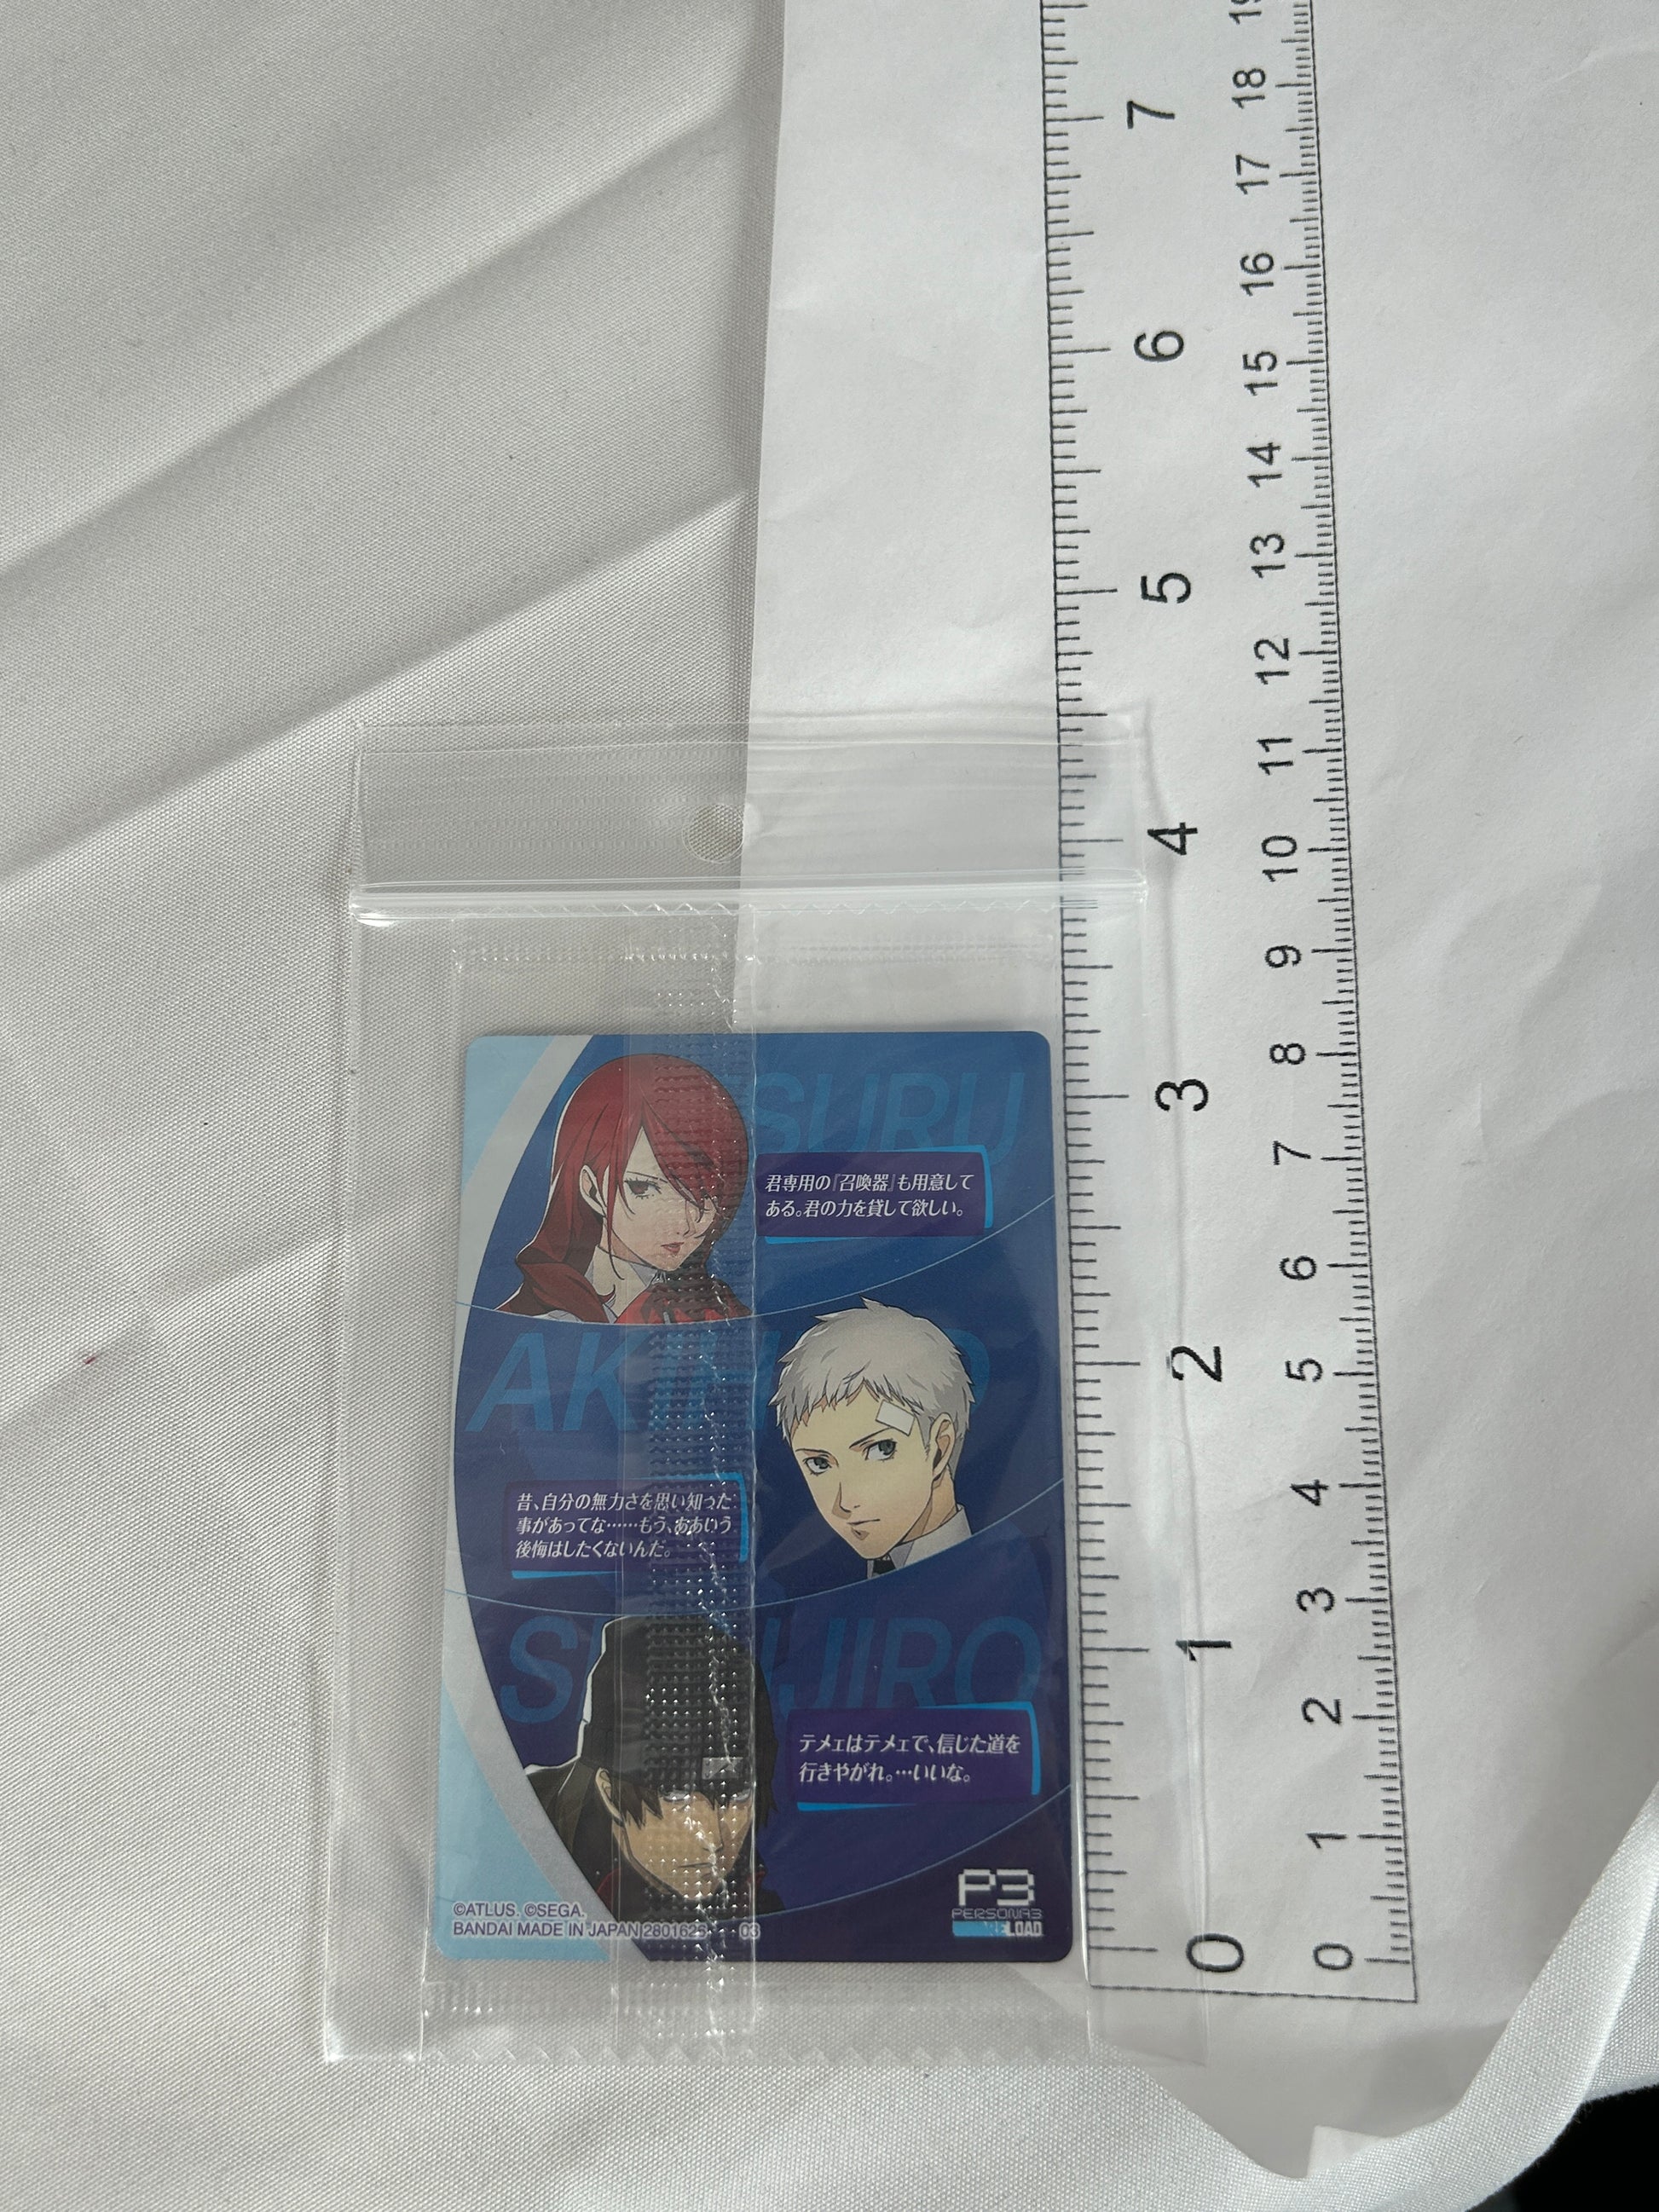 SURU
君専用の『召喚器』も用意して
ある。君の力を貸して欲しい。
昔、自分の無力さを思い知った
事があってな……もう、ああいう
後悔はしたくないんだ。
JIRO
テメェはテメェで、信じた道を
行きやがれ。…いいな。
©ATLUS. ©SEGA.
BANDAI MADE IN JAPAN 2801625 03
P3
PERSONA3
RELOAD
7
6
5
4
3
2
1
0
19
18
17
16
15
14
13
12
11
10
9
8
7
6
5
4
3
2
1
0